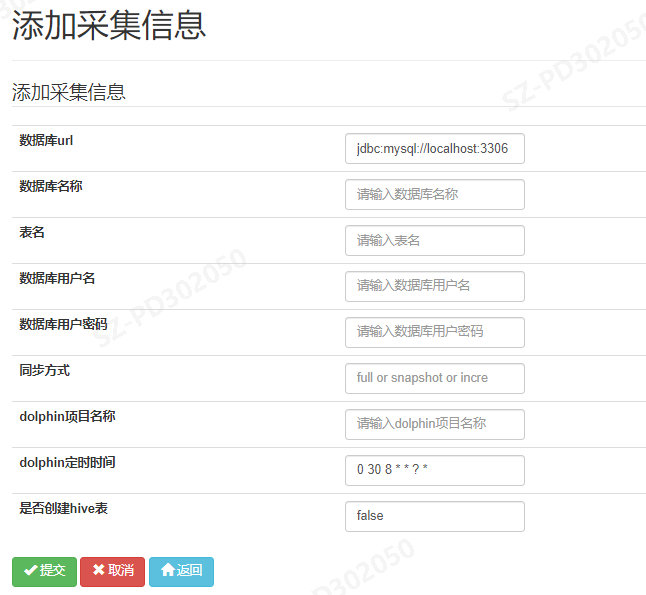 添加采集信息
添加采集信息
数据库url
jdbc:mysql://localhost:3306
数据库名称
请输入数据库名称
表名
请输入表名
数据库用户名
请输入数据库用户名
数据库用户密码
请输入数据库用户密码
同步方式
full or snapshot or incre
dolphin项目名称
请输入dolphin项目名称
dolphin定时时间
0 30 8 * * ? *
是否创建hive表
false
提交 取消 返回
SZ-PD302050
SZ-PD302050
PD302050